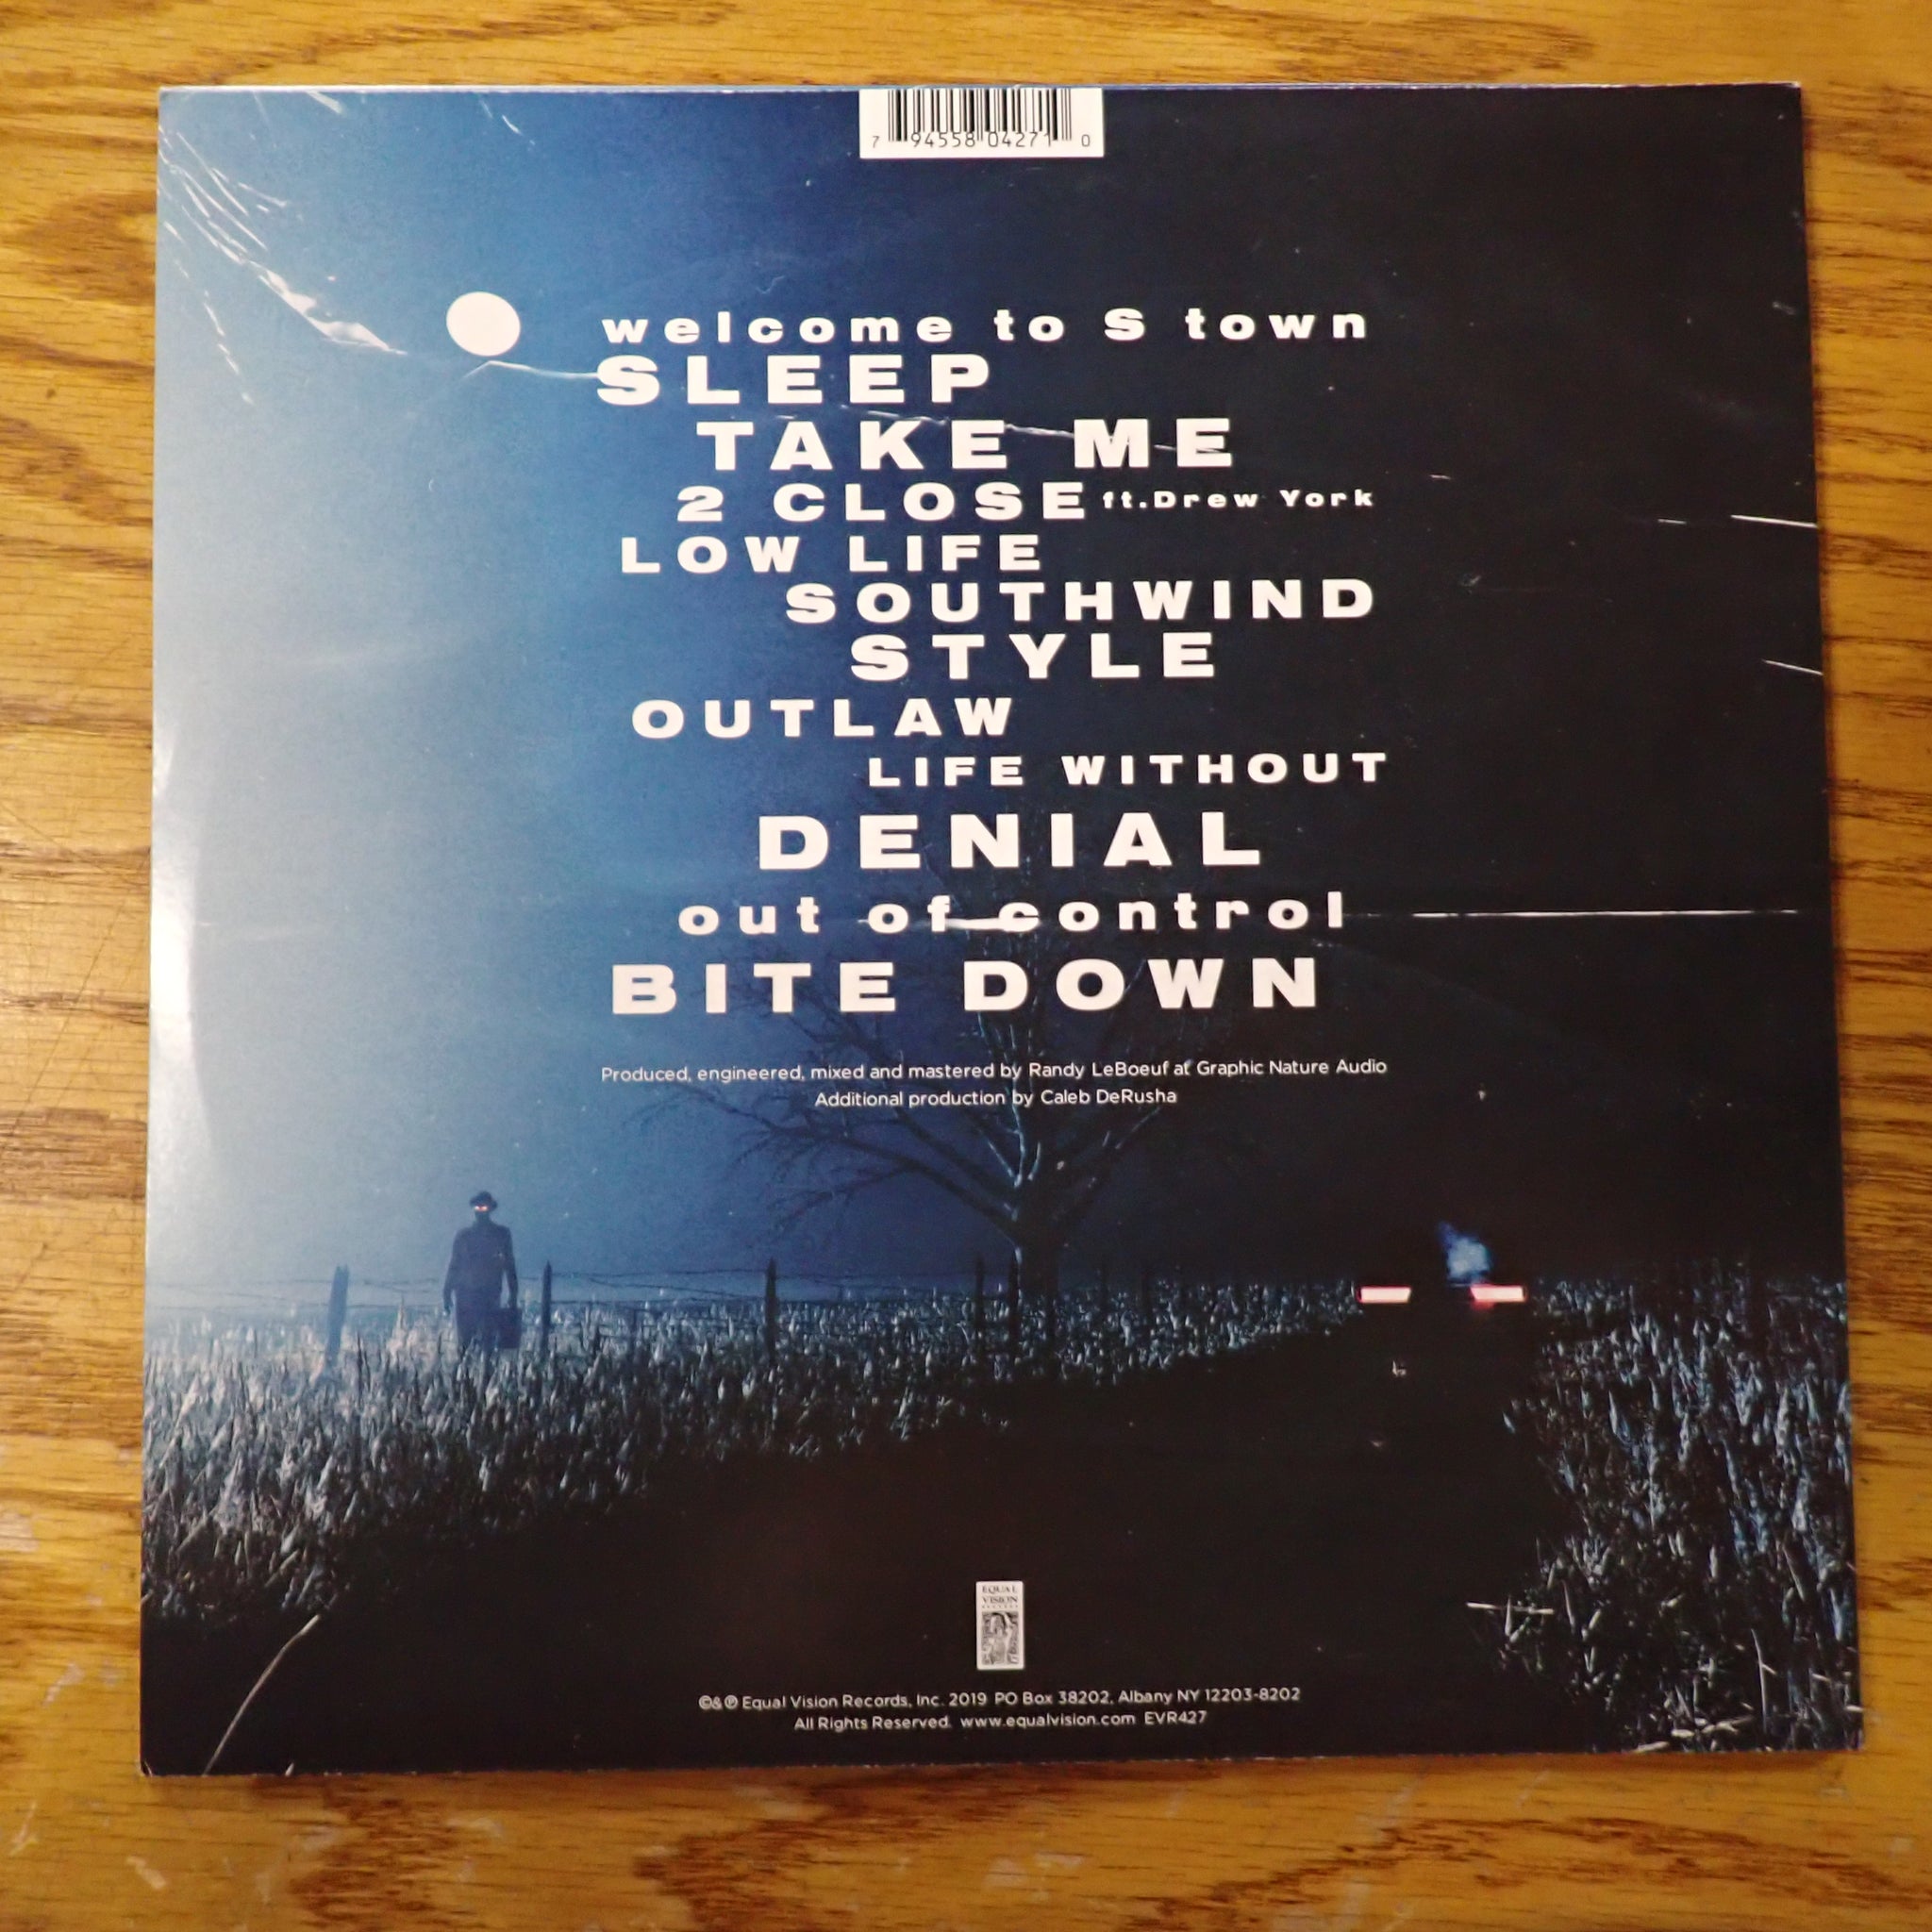 7 94558 04271 0
welcome to S town
SLEEP
TAKE ME
2 CLOSE ft.Drew York
LOW LIFE
SOUTHWIND
STYLE
OUTLAW
LIFE WITHOUT
DENIAL
out of control
BITE DOWN
Produced, engineered, mixed and mastered by Randy LeBoeuf at Graphic Nature Audio
Additional production by Caleb DeRusha
EQUAL
VISION
RECORDS
©&℗ Equal Vision Records, Inc. 2019 PO Box 38202, Albany NY 12203-8202
All Rights Reserved. www.equalvision.com EVR427